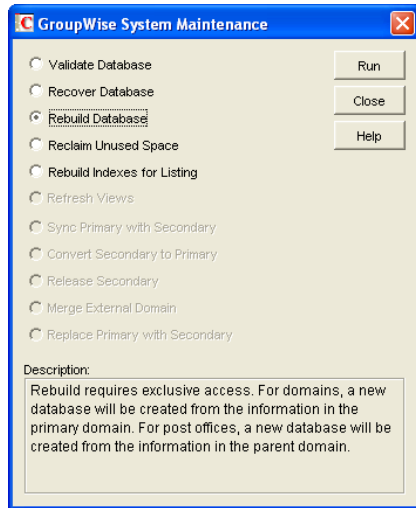 GroupWise System Maintenance
Validate Database
Run
Recover Database
Close
Rebuild Database
Help
Reclaim Unused Space
Rebuild Indexes for Listing
Refresh Views
Sync Primary with Secondary
Convert Secondary to Primary
Release Secondary
Merge External Domain
Replace Primary with Secondary
Description:
Rebuild requires exclusive access. For domains, a new
database will be created from the information in the
primary domain. For post offices, a new database will be
created from the information in the parent domain.